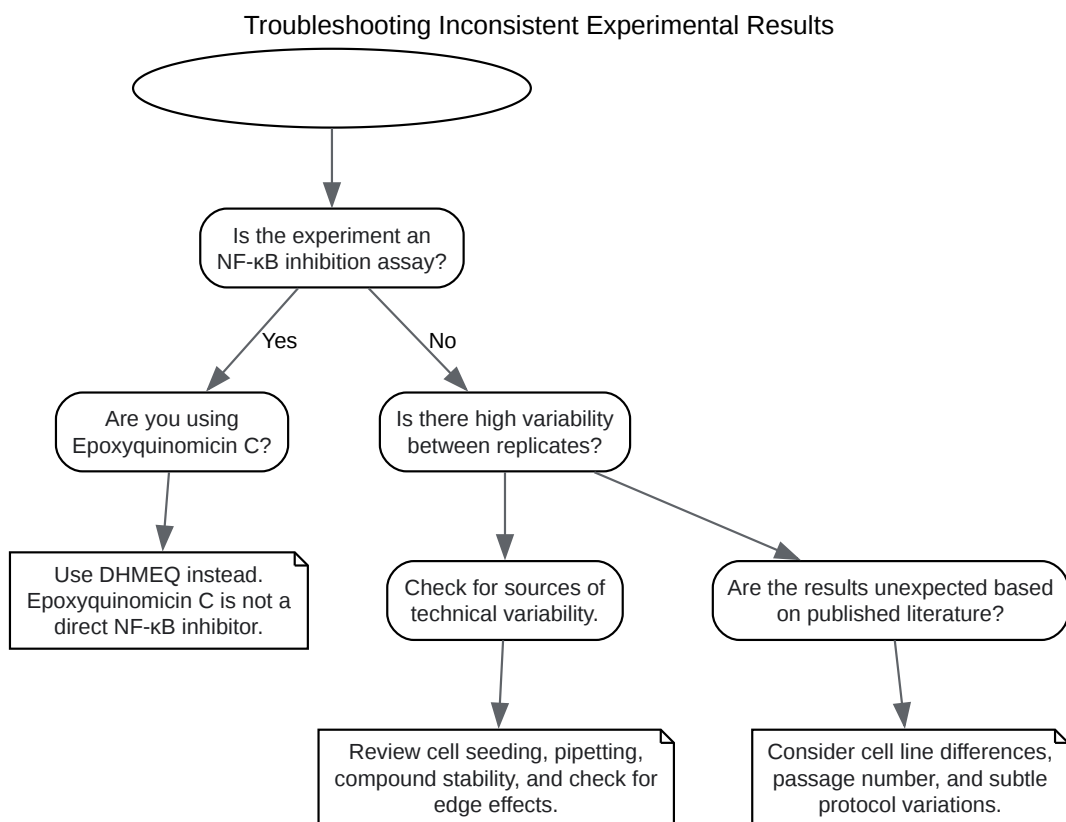 Troubleshooting Inconsistent Experimental Results
Is the experiment an
NF-κB inhibition assay?
Yes
No
Are you using
Epoxyquinomicin C?
Is there high variability
between replicates?
Use DHMEQ instead.
Epoxyquinomicin C is not a
direct NF-κB inhibitor.
Check for sources of
technical variability.
Are the results unexpected based
on published literature?
Review cell seeding, pipetting,
compound stability, and check for
edge effects.
Consider cell line differences,
passage number, and subtle
protocol variations.